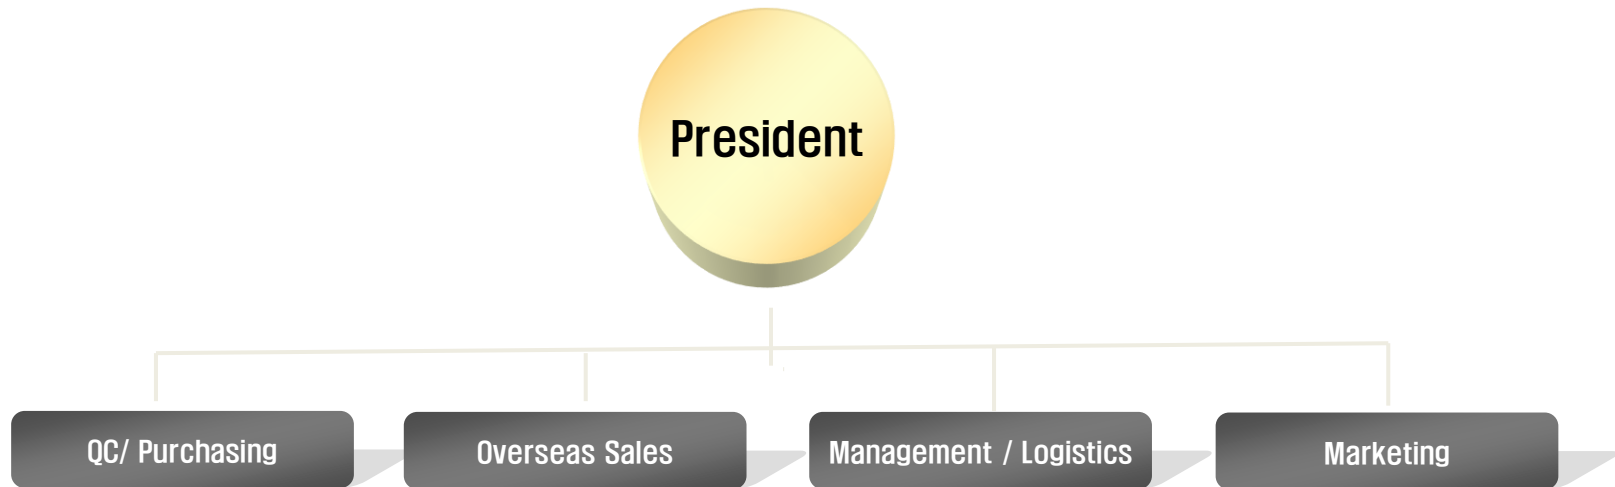 President
QC/ Purchasing
Overseas Sales
Management / Logistics
Marketing